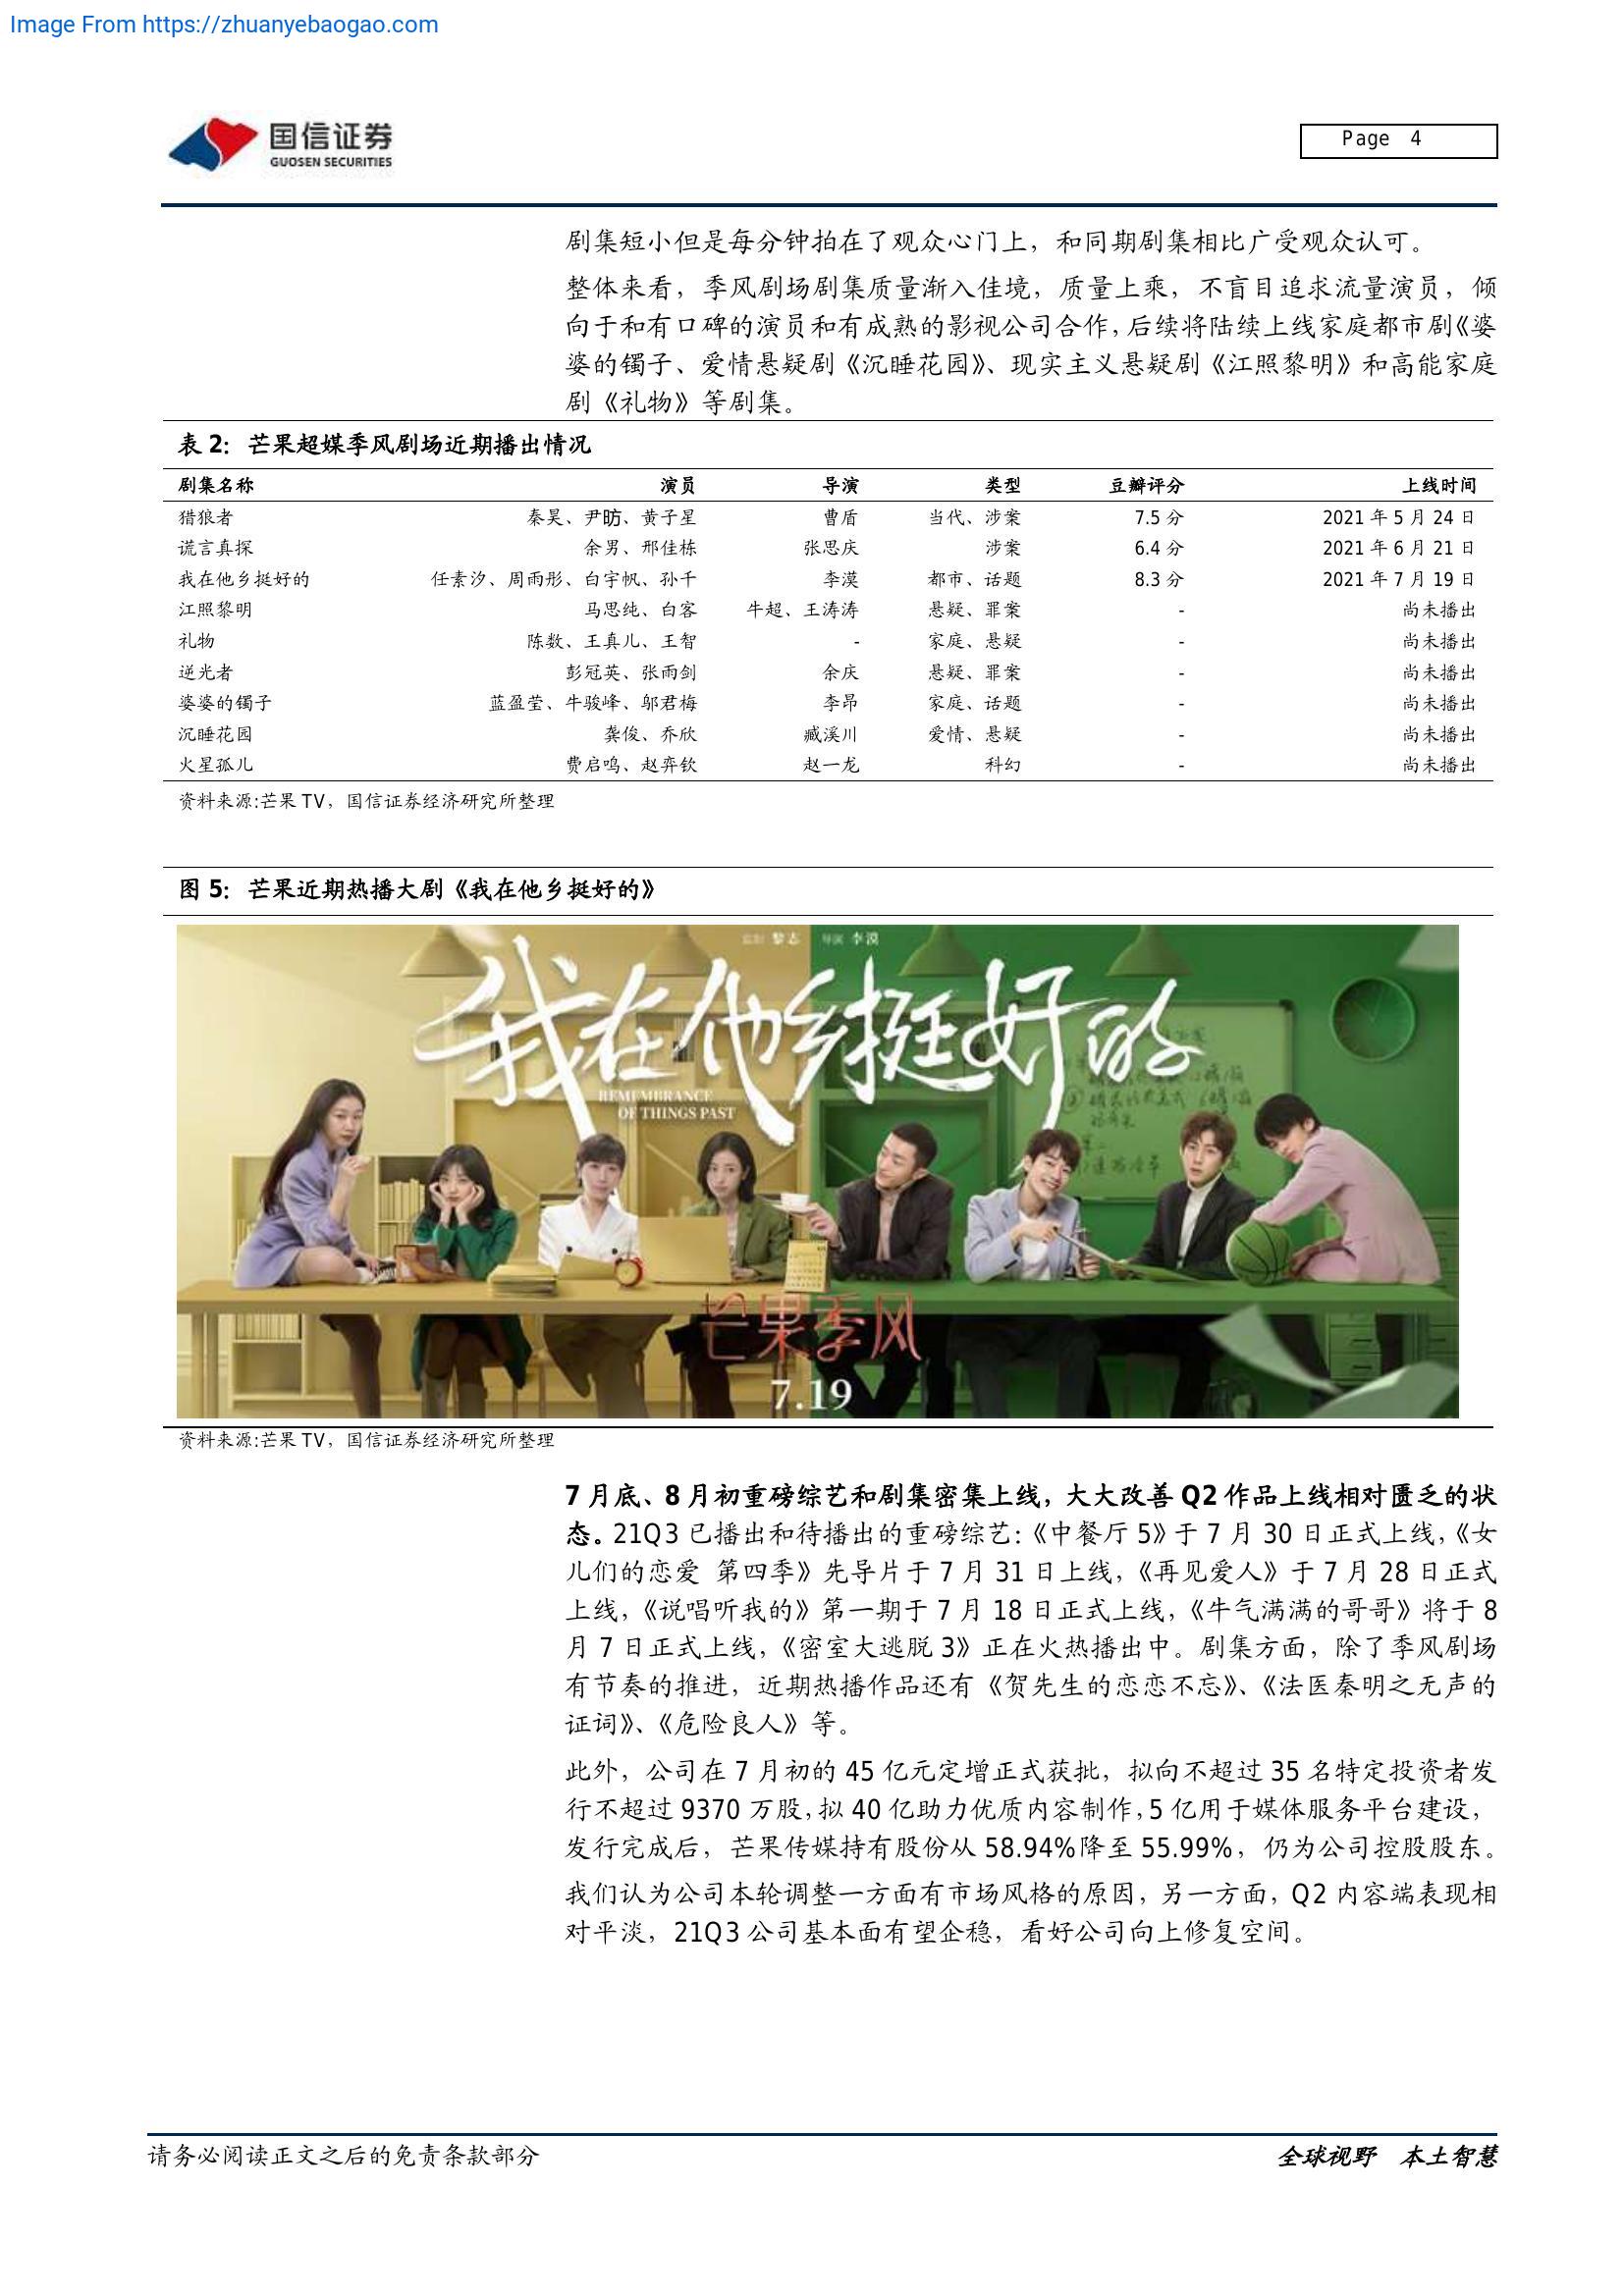 Image From https://zhuanyebaogao.com
国信证券
GUOSEN SECURITIES
Page 4
剧集短小但是每分钟拍在了观众心门上，和同期剧集相比广受观众认可。
整体来看，季风剧场剧集质量渐入佳境，质量上乘，不盲目追求流量演员，倾
向于和有口碑的演员和有成熟的影视公司合作，后续将陆续上线家庭都市剧《婆
婆的镯子、爱情悬疑剧《沉睡花园》、现实主义悬疑剧《江照黎明》和高能家庭
剧《礼物》等剧集。
表 2：芒果超媒季风剧场近期播出情况
剧集名称 演员 导演 类型 豆瓣评分 上线时间
猎狼者 秦昊、尹昉、黄子星 曹盾 当代、涉案 7.5 分 2021 年 5 月 24 日
谎言真探 余男、邢佳栋 张思庆 涉案 6.4 分 2021 年 6 月 21 日
我在他乡挺好的 任素汐、周雨彤、白宇帆、孙千 李漠 都市、话题 8.3 分 2021 年 7 月 19 日
江照黎明 马思纯、白客 牛超、王涛涛 悬疑、罪案 - 尚未播出
礼物 陈数、王真儿、王智 - 家庭、悬疑 - 尚未播出
逆光者 彭冠英、张雨剑 余庆 悬疑、罪案 - 尚未播出
婆婆的镯子 蓝盈莹、牛骏峰、邬君梅 李昂 家庭、话题 - 尚未播出
沉睡花园 龚俊、乔欣 臧溪川 爱情、悬疑 - 尚未播出
火星孤儿 费启鸣、赵弈钦 赵一龙 科幻 - 尚未播出
资料来源:芒果 TV，国信证券经济研究所整理
图 5：芒果近期热播大剧《我在他乡挺好的》
黎志 导演 李漠
我在他乡挺好的
REMEMBRANCE
OF THINGS PAST
芒果季风
7.19
资料来源:芒果 TV，国信证券经济研究所整理
7 月底、8 月初重磅综艺和剧集密集上线，大大改善 Q2 作品上线相对匮乏的状
态。21Q3 已播出和待播出的重磅综艺：《中餐厅 5》于 7 月 30 日正式上线，《女
儿们的恋爱 第四季》先导片于 7 月 31 日上线，《再见爱人》于 7 月 28 日正式
上线，《说唱听我的》第一期于 7 月 18 日正式上线，《牛气满满的哥哥》将于 8
月 7 日正式上线，《密室大逃脱 3》正在火热播出中。剧集方面，除了季风剧场
有节奏的推进，近期热播作品还有《贺先生的恋恋不忘》、《法医秦明之无声的
证词》、《危险良人》等。
此外，公司在 7 月初的 45 亿元定增正式获批，拟向不超过 35 名特定投资者发
行不超过 9370 万股，拟 40 亿助力优质内容制作，5 亿用于媒体服务平台建设，
发行完成后，芒果传媒持有股份从 58.94%降至 55.99%，仍为公司控股股东。
我们认为公司本轮调整一方面有市场风格的原因，另一方面，Q2 内容端表现相
对平淡，21Q3 公司基本面有望企稳，看好公司向上修复空间。
请务必阅读正文之后的免责条款部分
全球视野 本土智慧